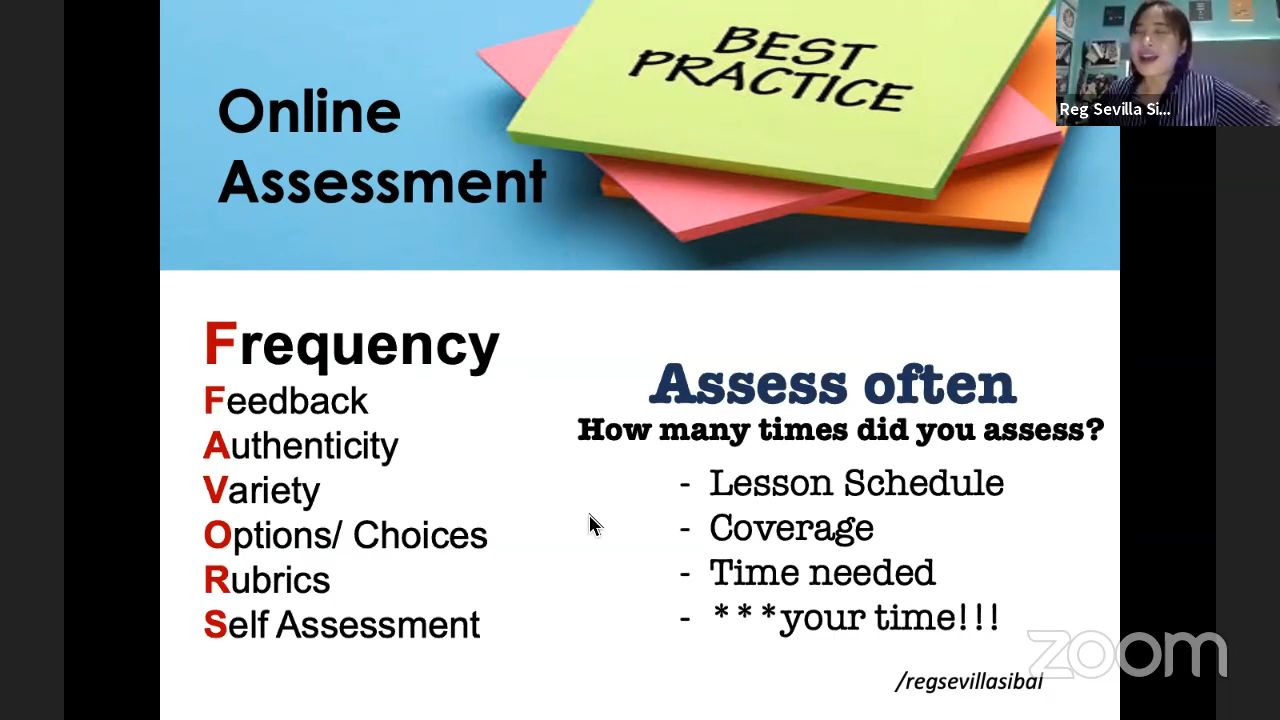 BEST
PRACTICE
Online
Assessment
Reg Sevilla Si...
Frequency
Feedback
Authenticity
Variety
Options/ Choices
Rubrics
Self Assessment
Assess often
How many times did you assess?
- Lesson Schedule
- Coverage
- Time needed
- ***your time!!!
zoom
/regsevillasibal